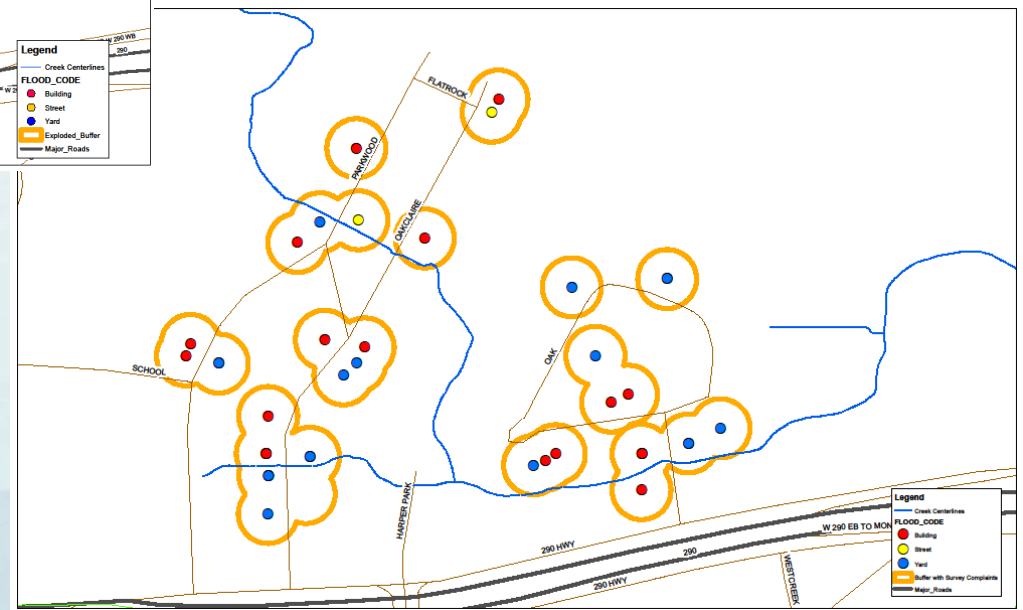 W 290 WB
290
Legend
Creek Centerlines
FLOOD_CODE
Building
Street
Yard
Exploded_Buffer
Major_Roads
FLATROCK
PARKWOOD
OAKCLAIRE
OAK
SCHOOL
HARPER PARK
290 HWY
290
290 HWY
W 290 EB TO MON
WESTCREEK
Legend
Creek Centerlines
FLOOD_CODE
Building
Street
Yard
Buffer with Survey Complaints
Major_Roads